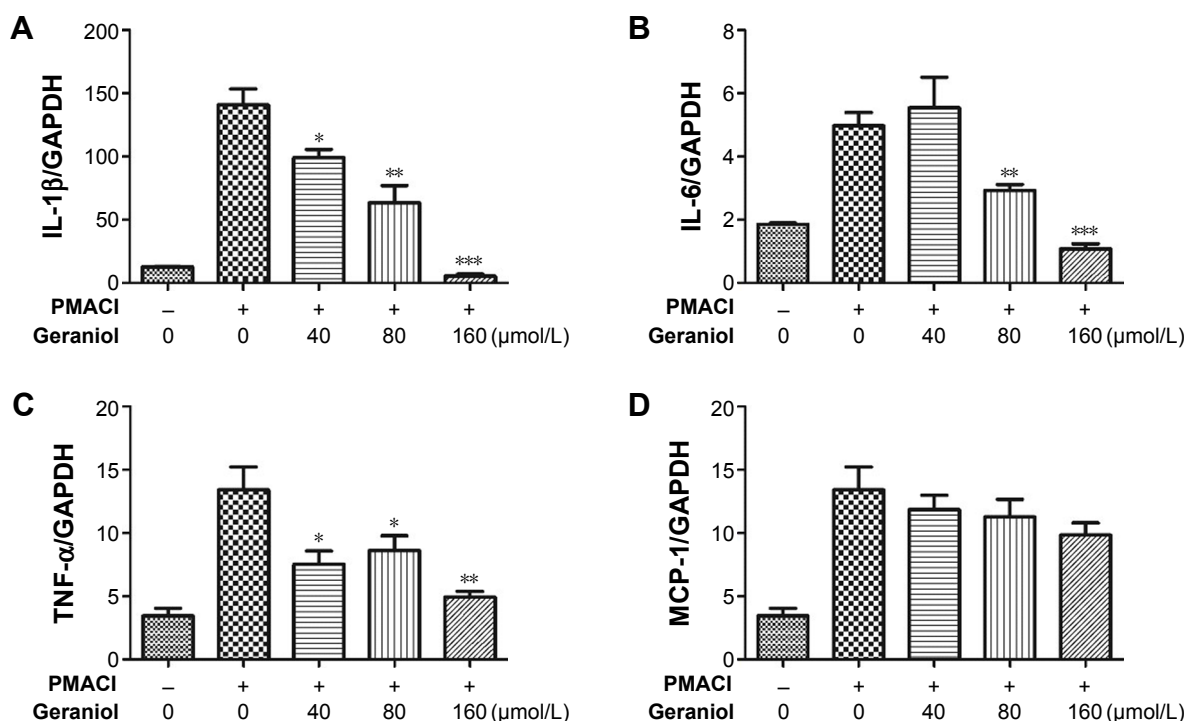 A
IL-1β/GAPDH
200
150
100
50
0
*
**
***
PMACI – + + + +
Geraniol 0 0 40 80 160 (μmol/L)
B
IL-6/GAPDH
8
6
4
2
0
**
***
PMACI – + + + +
Geraniol 0 0 40 80 160 (μmol/L)
C
TNF-α/GAPDH
20
15
10
5
0
*
*
**
PMACI – + + + +
Geraniol 0 0 40 80 160 (μmol/L)
D
MCP-1/GAPDH
20
15
10
5
0
PMACI – + + + +
Geraniol 0 0 40 80 160 (μmol/L)